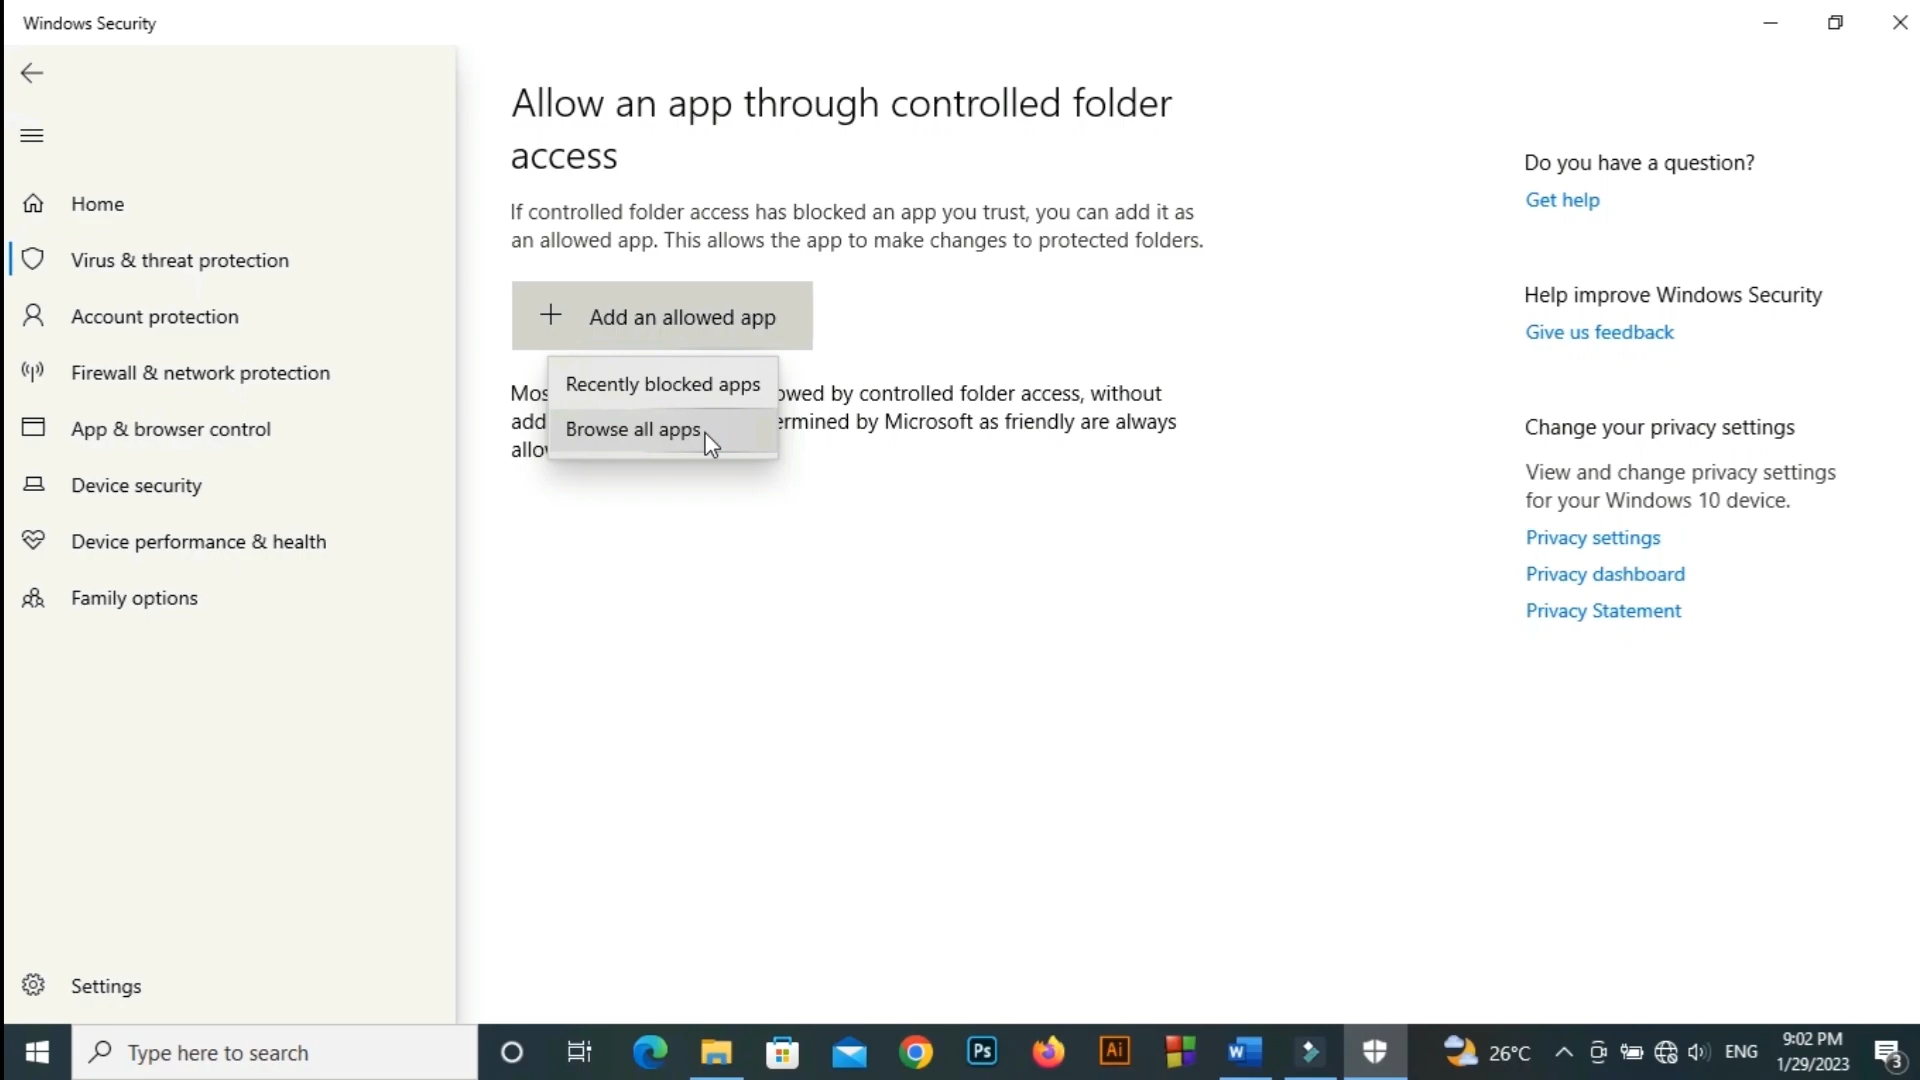 Windows Security
Home
Virus & threat protection
Account protection
Firewall & network protection
App & browser control
Device security
Device performance & health
Family options
Settings
Allow an app through controlled folder
access
If controlled folder access has blocked an app you trust, you can add it as
an allowed app. This allows the app to make changes to protected folders.
Add an allowed app
Recently blocked apps
Browse all apps
by controlled folder access, without
by Microsoft as friendly are always
Do you have a question?
Get help
Help improve Windows Security
Give us feedback
Change your privacy settings
View and change privacy settings
for your Windows 10 device.
Privacy settings
Privacy dashboard
Privacy Statement
Type here to search
Ps
Ai
W
26°C
ENG
9:02 PM
1/29/2023
3